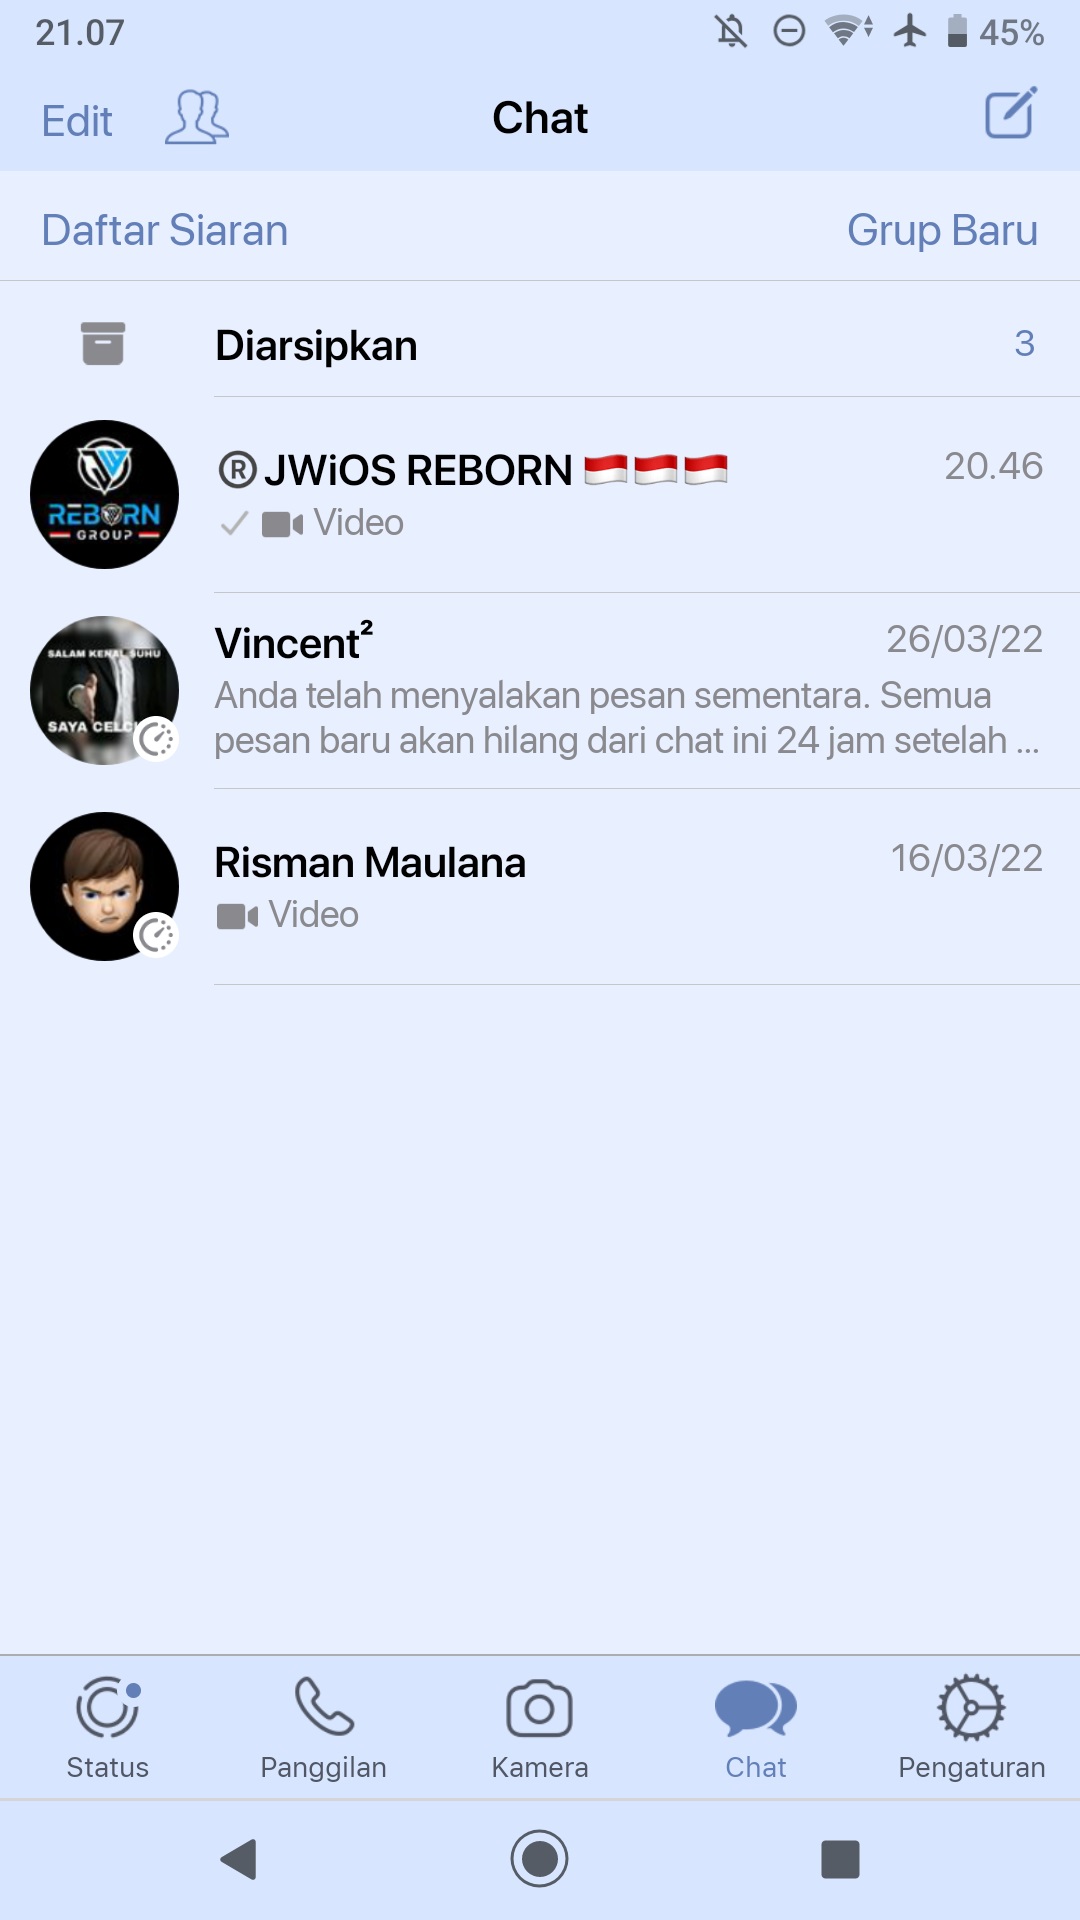 21.07
45%
Edit
Chat
Daftar Siaran
Grup Baru
Diarsipkan
3
®JWiOS REBORN 🇮🇩🇮🇩🇮🇩
20.46
Video
REBORN
GROUP
Vincent²
26/03/22
Anda telah menyalakan pesan sementara. Semua
pesan baru akan hilang dari chat ini 24 jam setelah ...
SALAM KENAL SUHU
SAYA
Risman Maulana
16/03/22
Video
Status
Panggilan
Kamera
Chat
Pengaturan